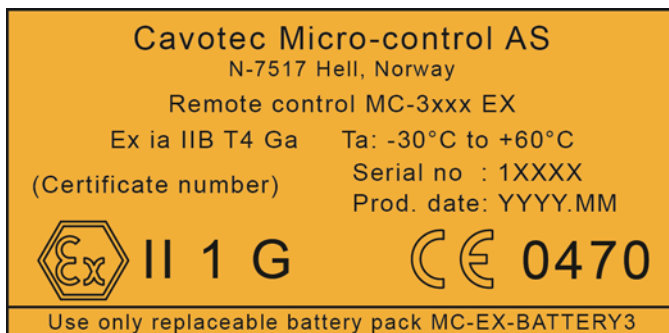 Cavotec Micro-control AS
N-7517 Hell, Norway
Remote control MC-3xxx EX
Ex ia IIB T4 Ga Ta: -30°C to +60°C
(Certificate number)
Serial no : 1XXXX
Prod. date: YYYY.MM
Ex II 1 G CE 0470
Use only replaceable battery pack MC-EX-BATTERY3